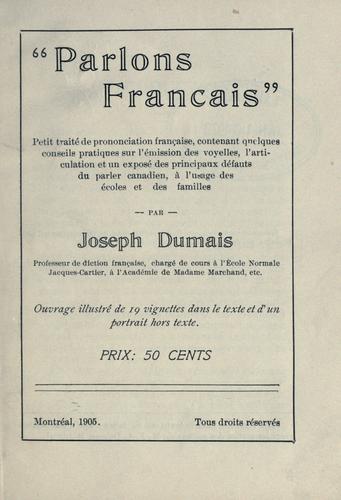 “Parlons
Francais”
Petit traité de prononciation française, contenant quelques
conseils pratiques sur l'émission des voyelles, l'arti-
culation et un exposé des principaux défauts
du parler canadien, à l'usage des
écoles et des familles
— PAR —
Joseph Dumais
Professeur de diction française, chargé de cours à l'École Normale
Jacques-Cartier, à l'Académie de Madame Marchand, etc.
Ouvrage illustré de 19 vignettes dans le texte et d'un
portrait hors texte.
PRIX: 50 CENTS
Montréal, 1905. Tous droits réservés